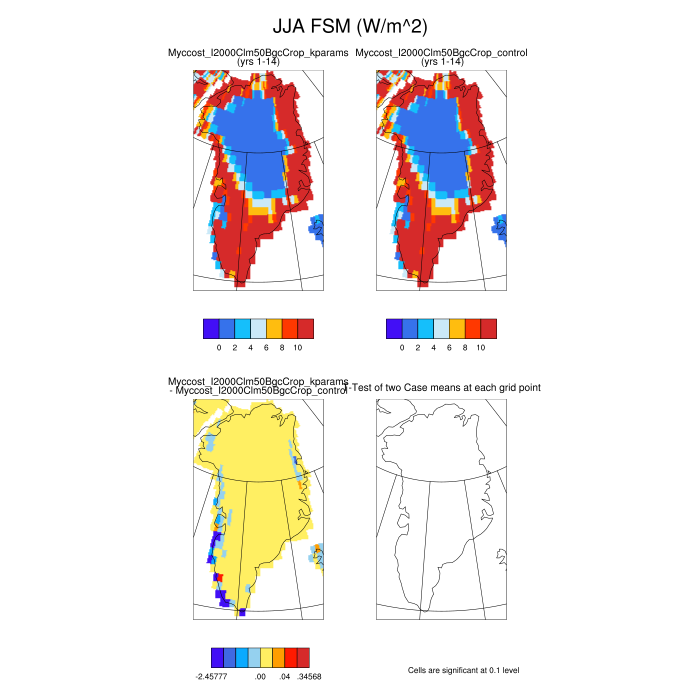 JJA FSM (W/m^2)
Myccost_I2000Clm50BgcCrop_kparams
(yrs 1-14)
Myccost_I2000Clm50BgcCrop_control
(yrs 1-14)
0 2 4 6 8 10
0 2 4 6 8 10
Myccost_I2000Clm50BgcCrop_kparams
- Myccost_I2000Clm50BgcCrop_control
-Test of two Case means at each grid point
-2.45777 .00 .04 .34568
Cells are significant at 0.1 level